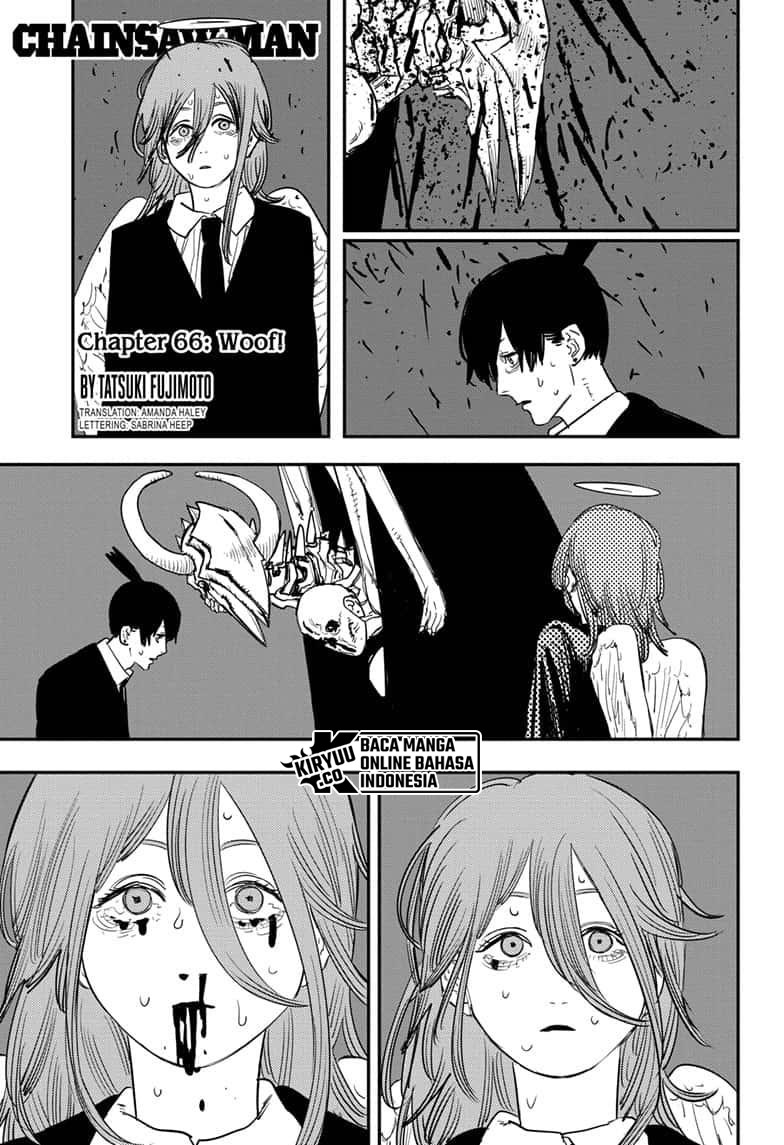 CHAINSAW MAN
Chapter 66: Woof!
BY TATSUKI FUJIMOTO
TRANSLATION: AMANDA HALEY
LETTERING: SABRINA HEEP
KIRYUU
.CO
BACA MANGA
ONLINE BAHASA
INDONESIA